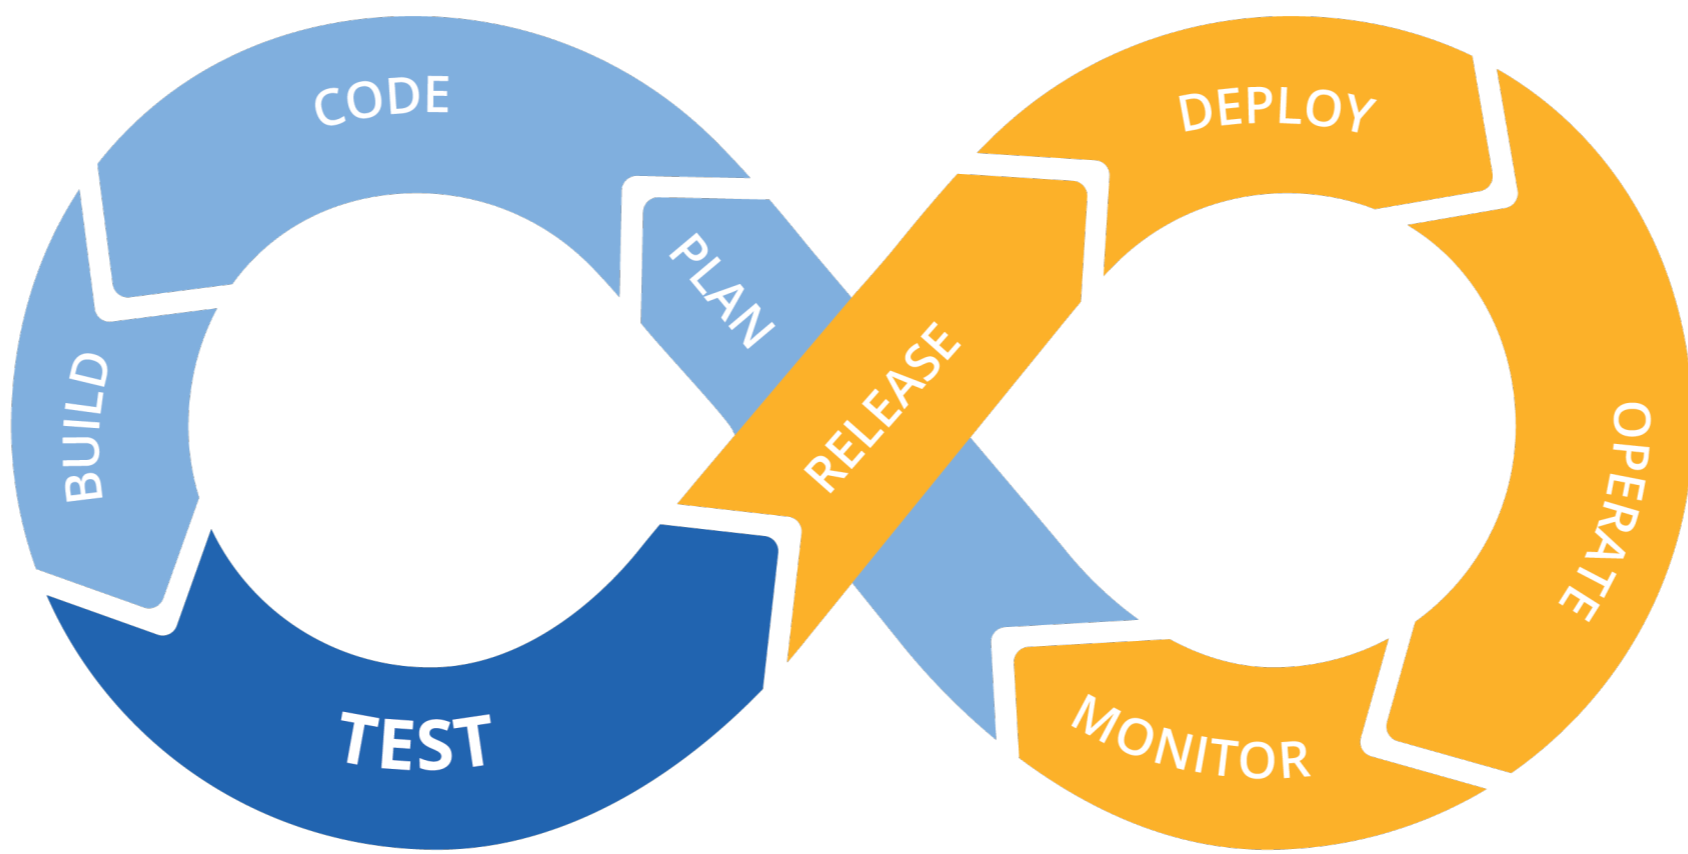 CODE
DEPLOY
PLAN
BUILD
RELEASE
OPERATE
TEST
MONITOR